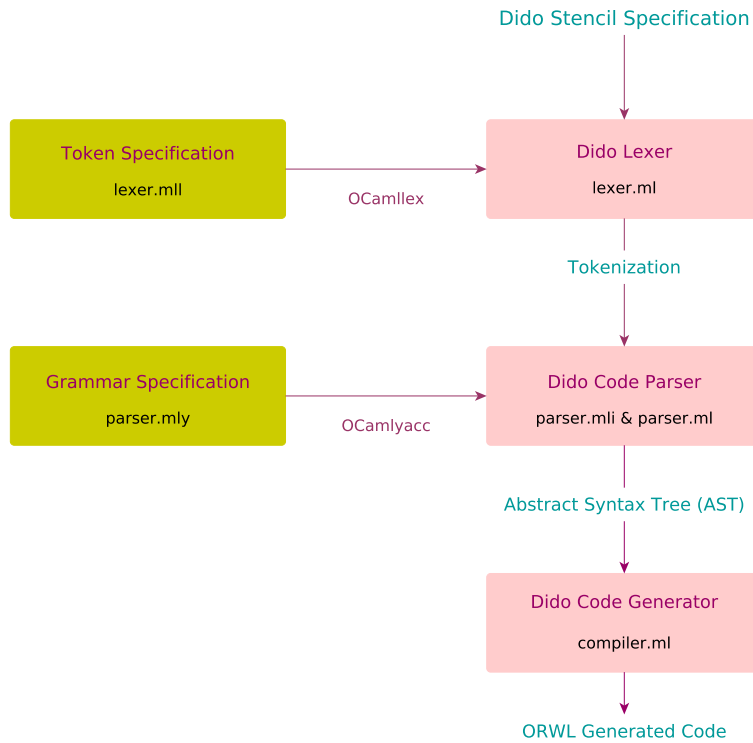 Dido Stencil Specification
Token Specification
lexer.mll
OCamllex
Dido Lexer
lexer.ml
Tokenization
Grammar Specification
parser.mly
OCamlyacc
Dido Code Parser
parser.mli & parser.ml
Abstract Syntax Tree (AST)
Dido Code Generator
compiler.ml
ORWL Generated Code